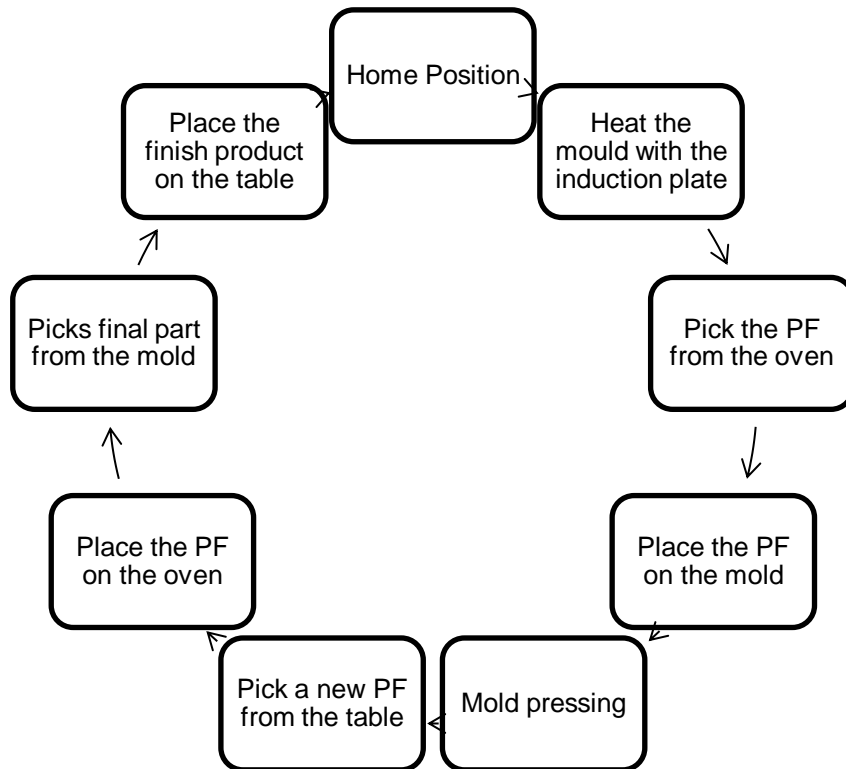 Home Position
Heat the
mould with the
induction plate
Pick the PF
from the oven
Place the PF
on the mold
Mold pressing
Pick a new PF
from the table
Place the PF
on the oven
Picks final part
from the mold
Place the
finish product
on the table